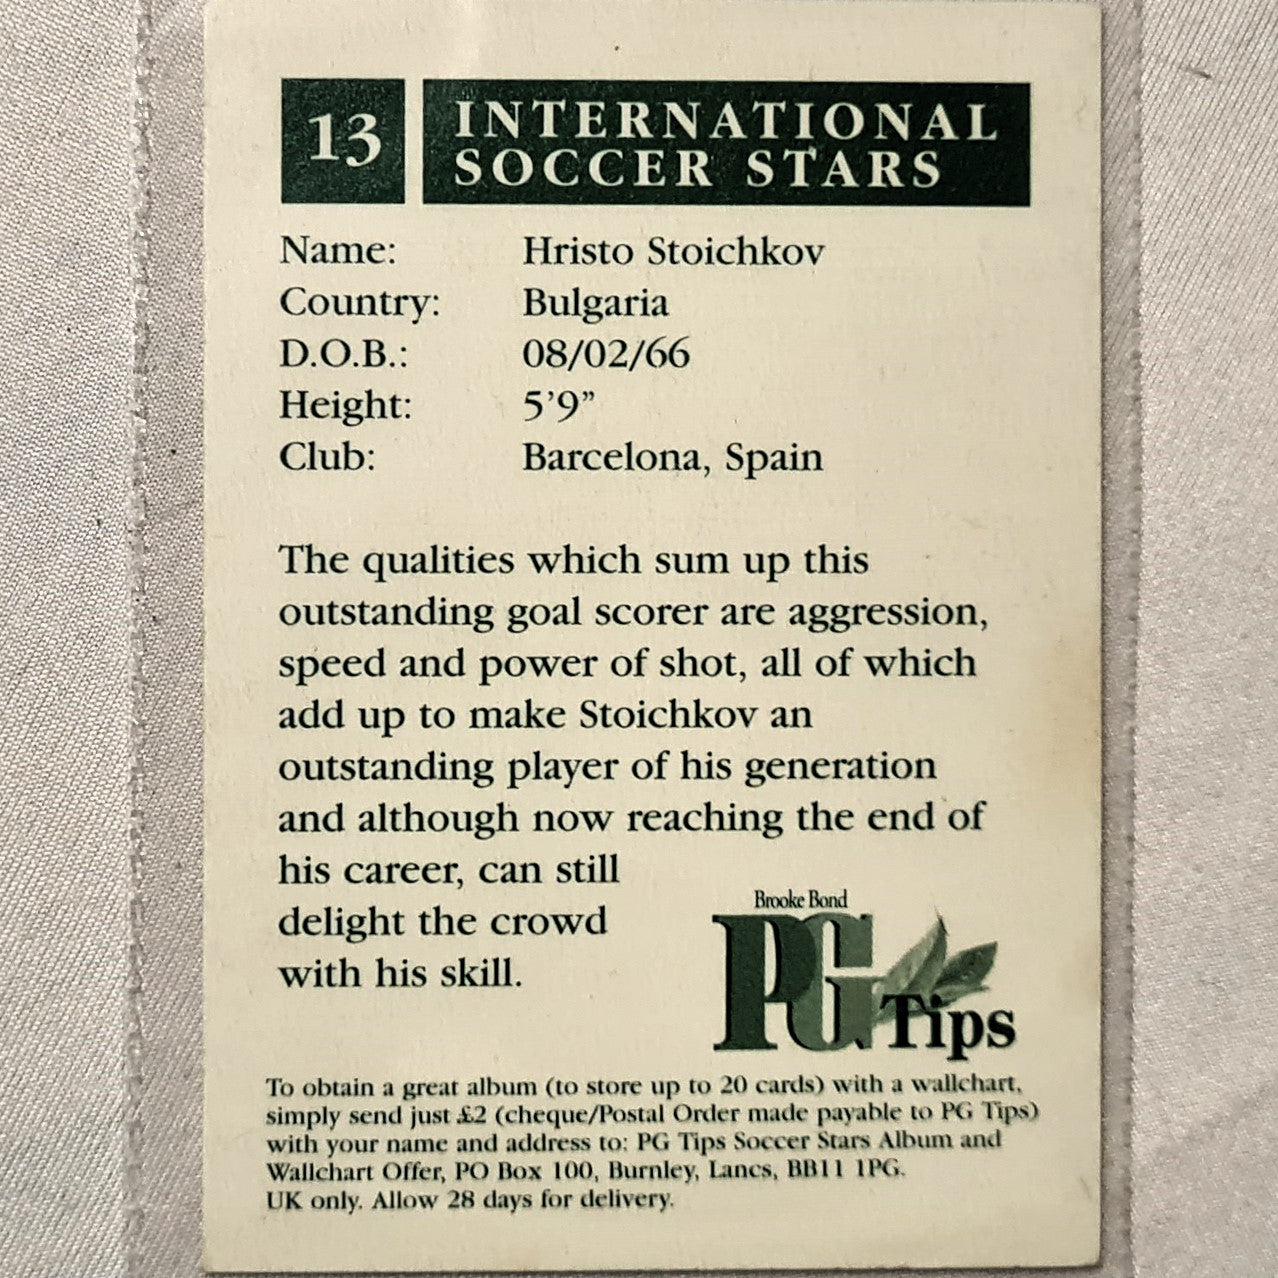 13
INTERNATIONAL
SOCCER STARS
Name: Hristo Stoichkov
Country: Bulgaria
D.O.B.: 08/02/66
Height: 5'9"
Club: Barcelona, Spain
The qualities which sum up this
outstanding goal scorer are aggression,
speed and power of shot, all of which
add up to make Stoichkov an
outstanding player of his generation
and although now reaching the end of
his career, can still
delight the crowd
with his skill.
Brooke Bond
PG Tips
To obtain a great album (to store up to 20 cards) with a wallchart,
simply send just £2 (cheque/Postal Order made payable to PG Tips)
with your name and address to: PG Tips Soccer Stars Album and
Wallchart Offer, PO Box 100, Burnley, Lancs, BB11 1PG.
UK only. Allow 28 days for delivery.